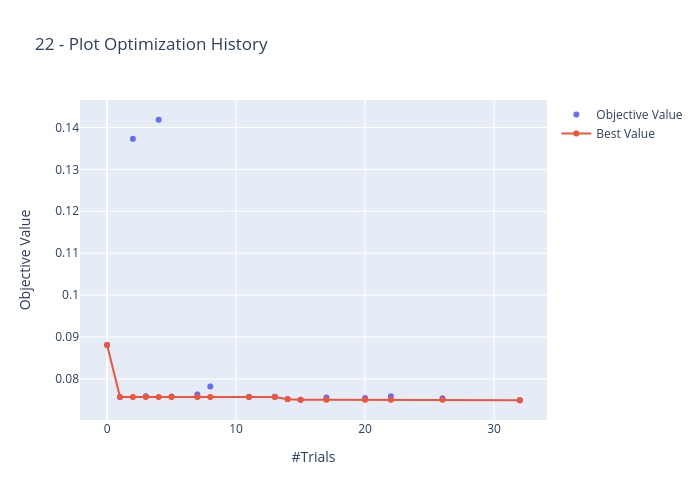 22 - Plot Optimization History
Objective Value
Best Value
0.14
0.13
0.12
0.11
0.1
0.09
0.08
Objective Value
0
10
20
30
#Trials